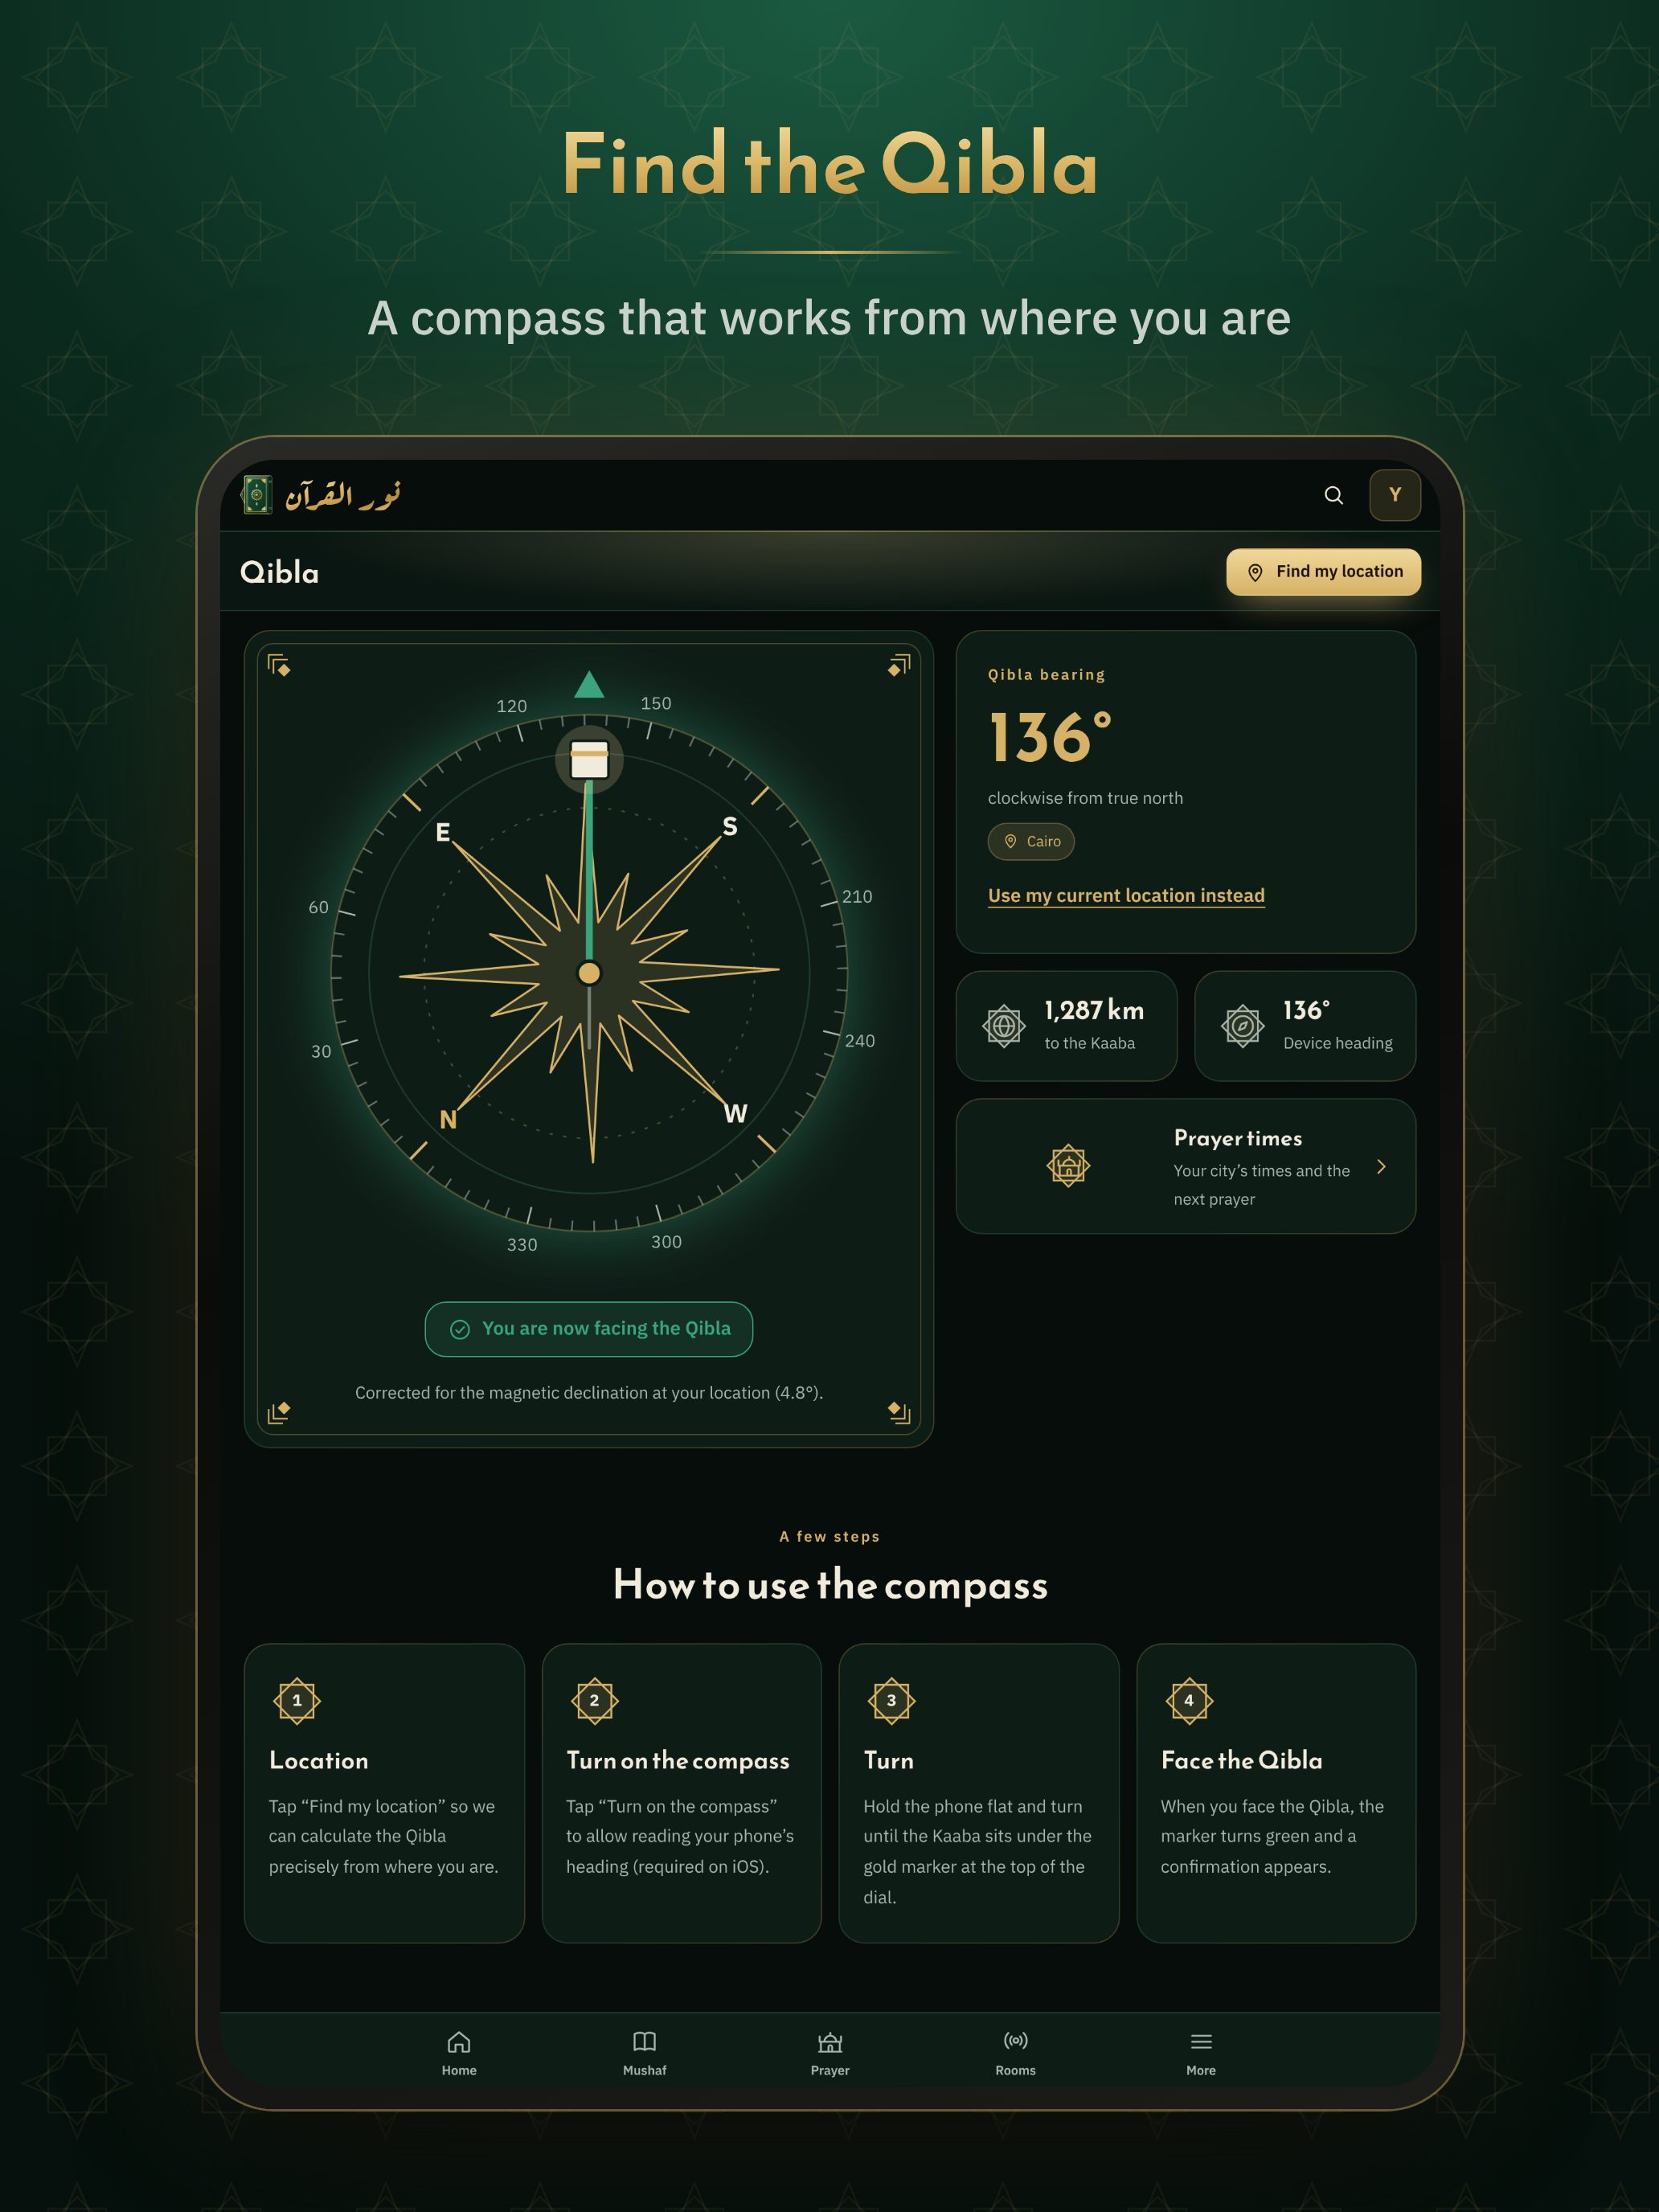 Find the Qibla
A compass that works from where you are
نور القرآن
Y
Qibla
Find my location
120
150
E
S
60
210
30
240
N
W
330
300
You are now facing the Qibla
Corrected for the magnetic declination at your location (4.8°).
Qibla bearing
136°
clockwise from true north
Cairo
Use my current location instead
1,287 km
to the Kaaba
136°
Device heading
Prayer times
Your city’s times and the
next prayer
A few steps
How to use the compass
1
Location
Tap “Find my location” so we
can calculate the Qibla
precisely from where you are.
2
Turn on the compass
Tap “Turn on the compass”
to allow reading your phone’s
heading (required on iOS).
3
Turn
Hold the phone flat and turn
until the Kaaba sits under the
gold marker at the top of the
dial.
4
Face the Qibla
When you face the Qibla, the
marker turns green and a
confirmation appears.
Home
Mushaf
Prayer
Rooms
More